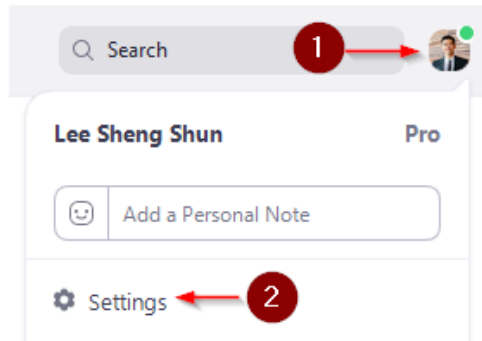 Search
1
Lee Sheng Shun Pro
Add a Personal Note
Settings
2